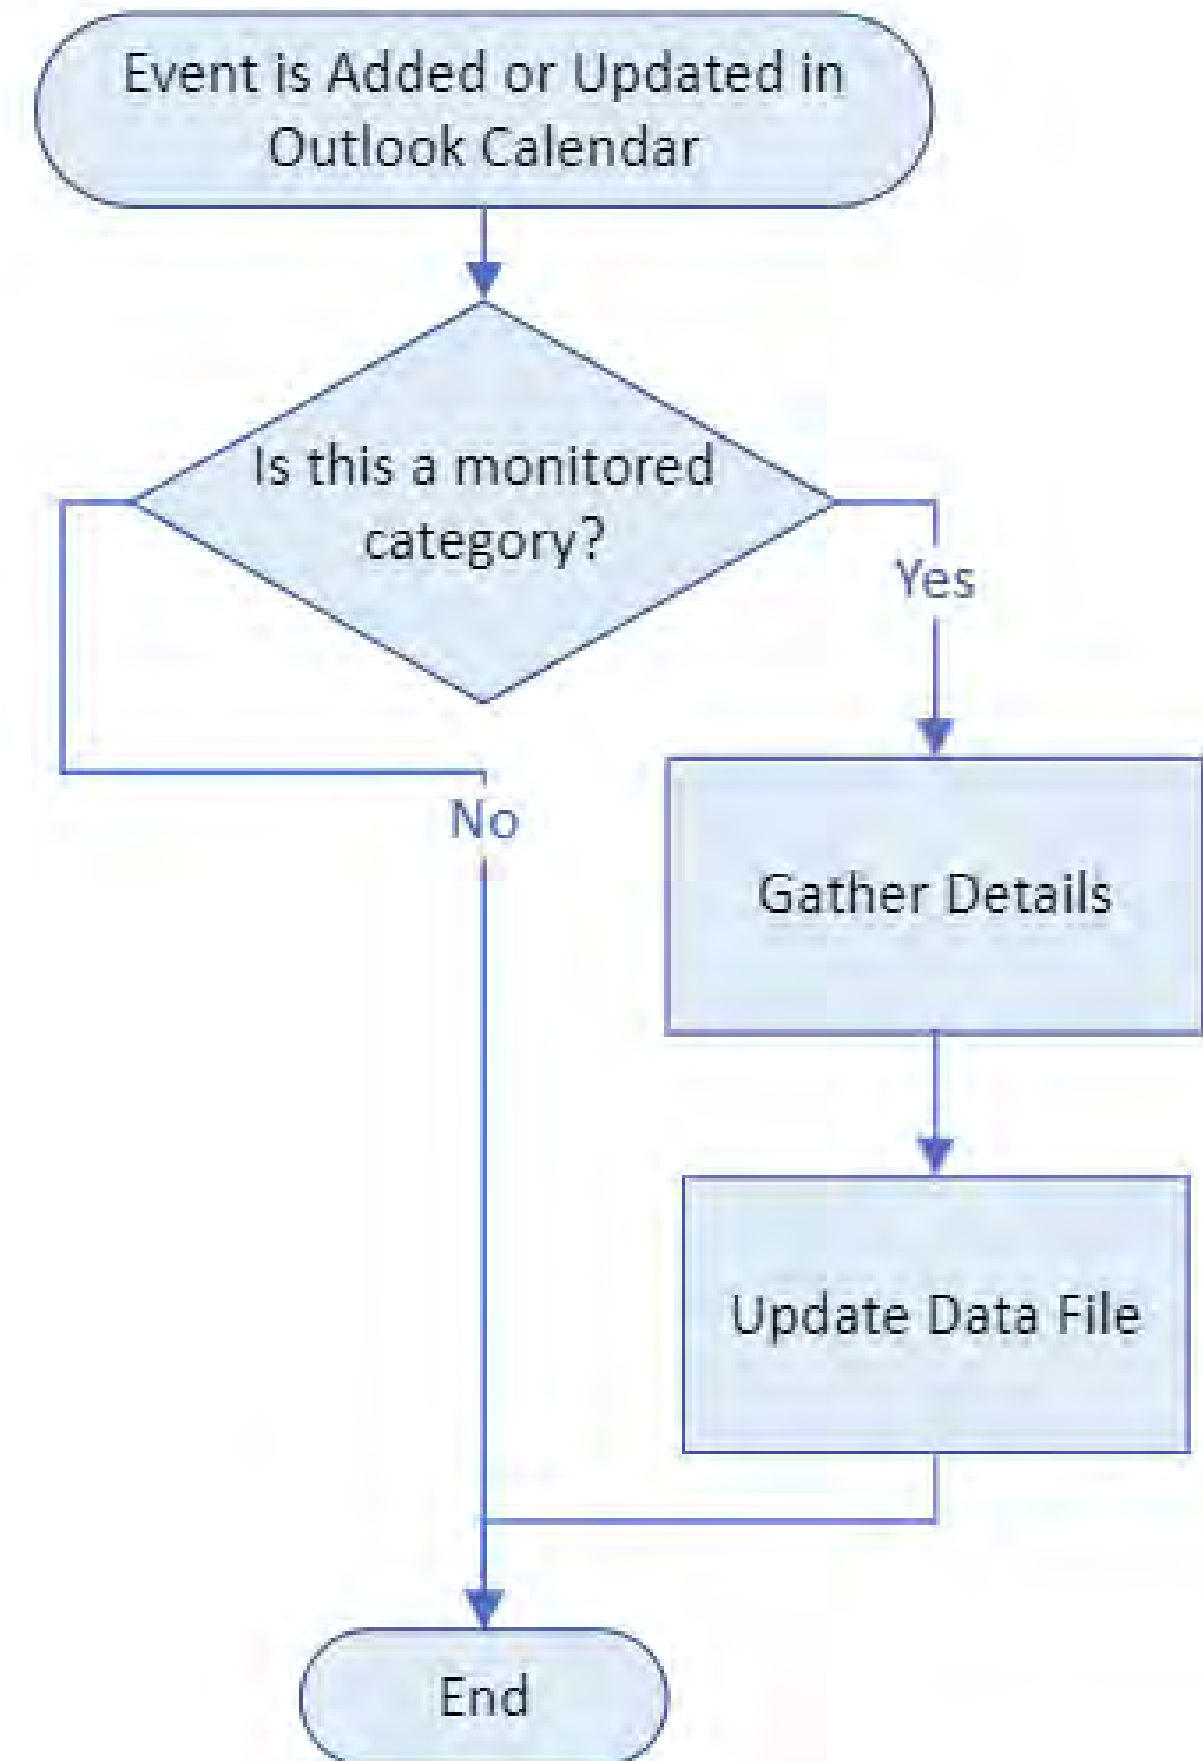 Event is Added or Updated in
Outlook Calendar
Is this a monitored
category?
Yes
No
Gather Details
Update Data File
End